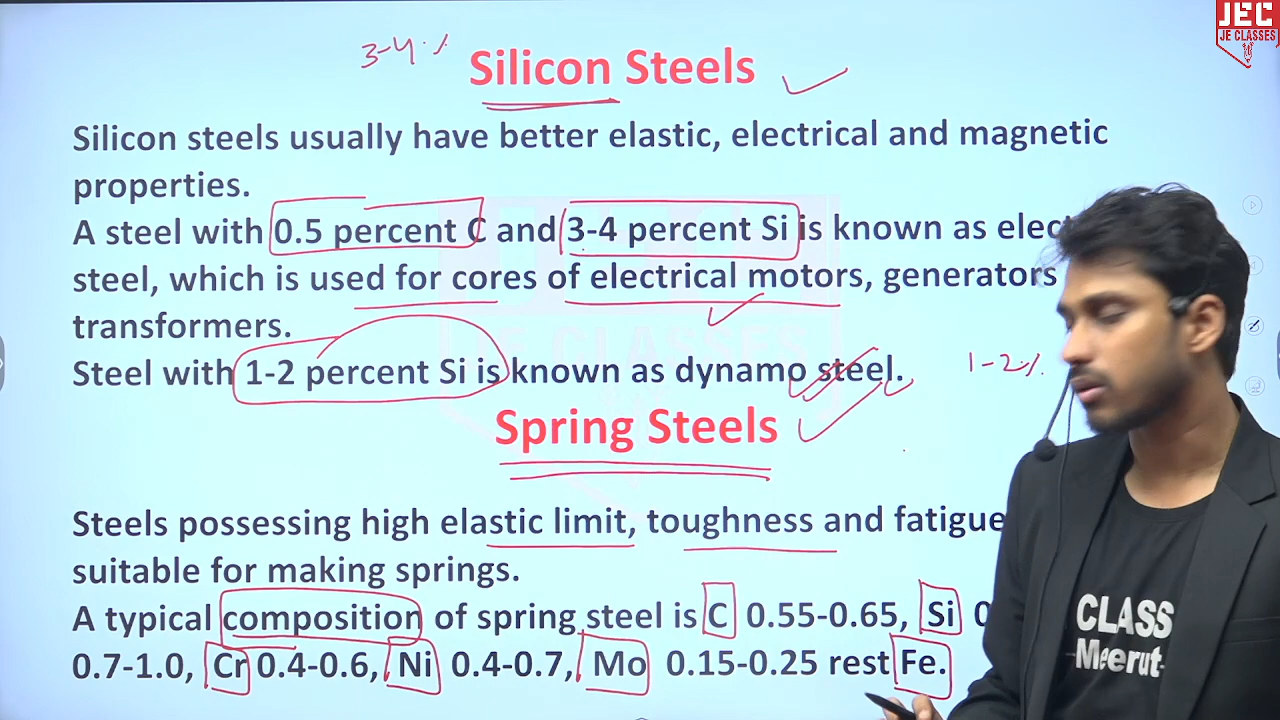 JEC
JE CLASSES
3-4%
Silicon Steels
Silicon steels usually have better elastic, electrical and magnetic
properties.
A steel with 0.5 percent C and 3-4 percent Si is known as
steel, which is used for cores of electrical motors, generators
transformers.
Steel with 1-2 percent Si is known as dynamo steel.
1-2%
Spring Steels
Steels possessing high elastic limit, toughness and fatigue
suitable for making springs.
A typical composition of spring steel is C 0.55-0.65, Si
0.7-1.0, Cr 0.4-0.6, Ni 0.4-0.7, Mo 0.15-0.25 rest Fe.
CLASS
Meerut
JE CLASSES